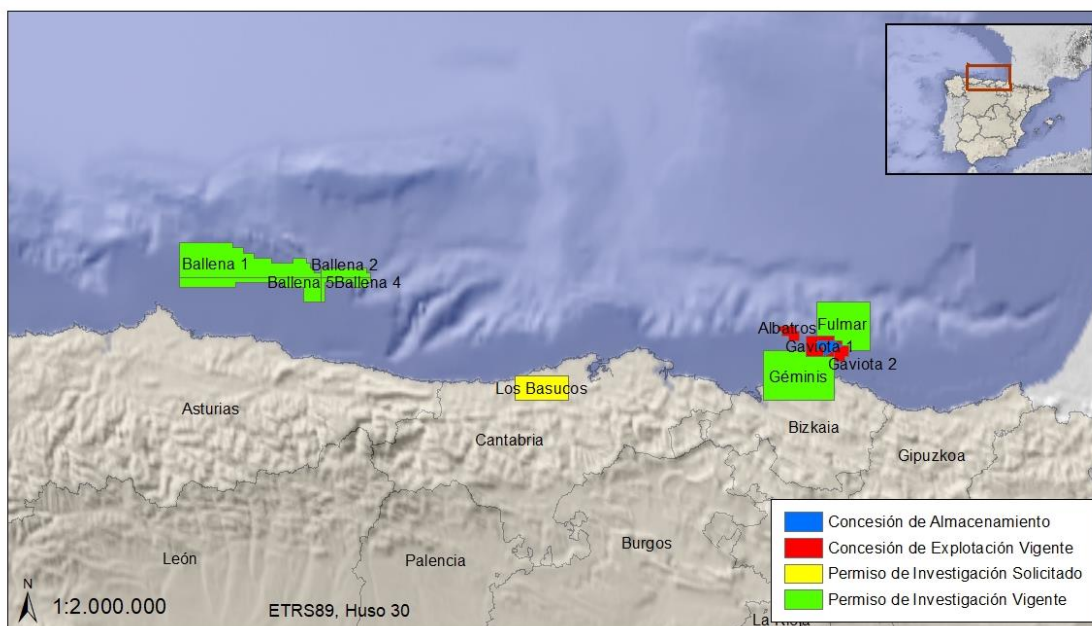 Ballena 1
Ballena 2
Ballena 5
Ballena 4
Albatros
Fulmar
Gaviota 1
Gaviota 2
Géminis
Los Basucos
Asturias
Cantabria
Bizkaia
Gipuzkoa
León
Palencia
Burgos
La Rioja
N
1:2.000.000
ETRS89, Huso 30
Concesión de Almacenamiento
Concesión de Explotación Vigente
Permiso de Investigación Solicitado
Permiso de Investigación Vigente